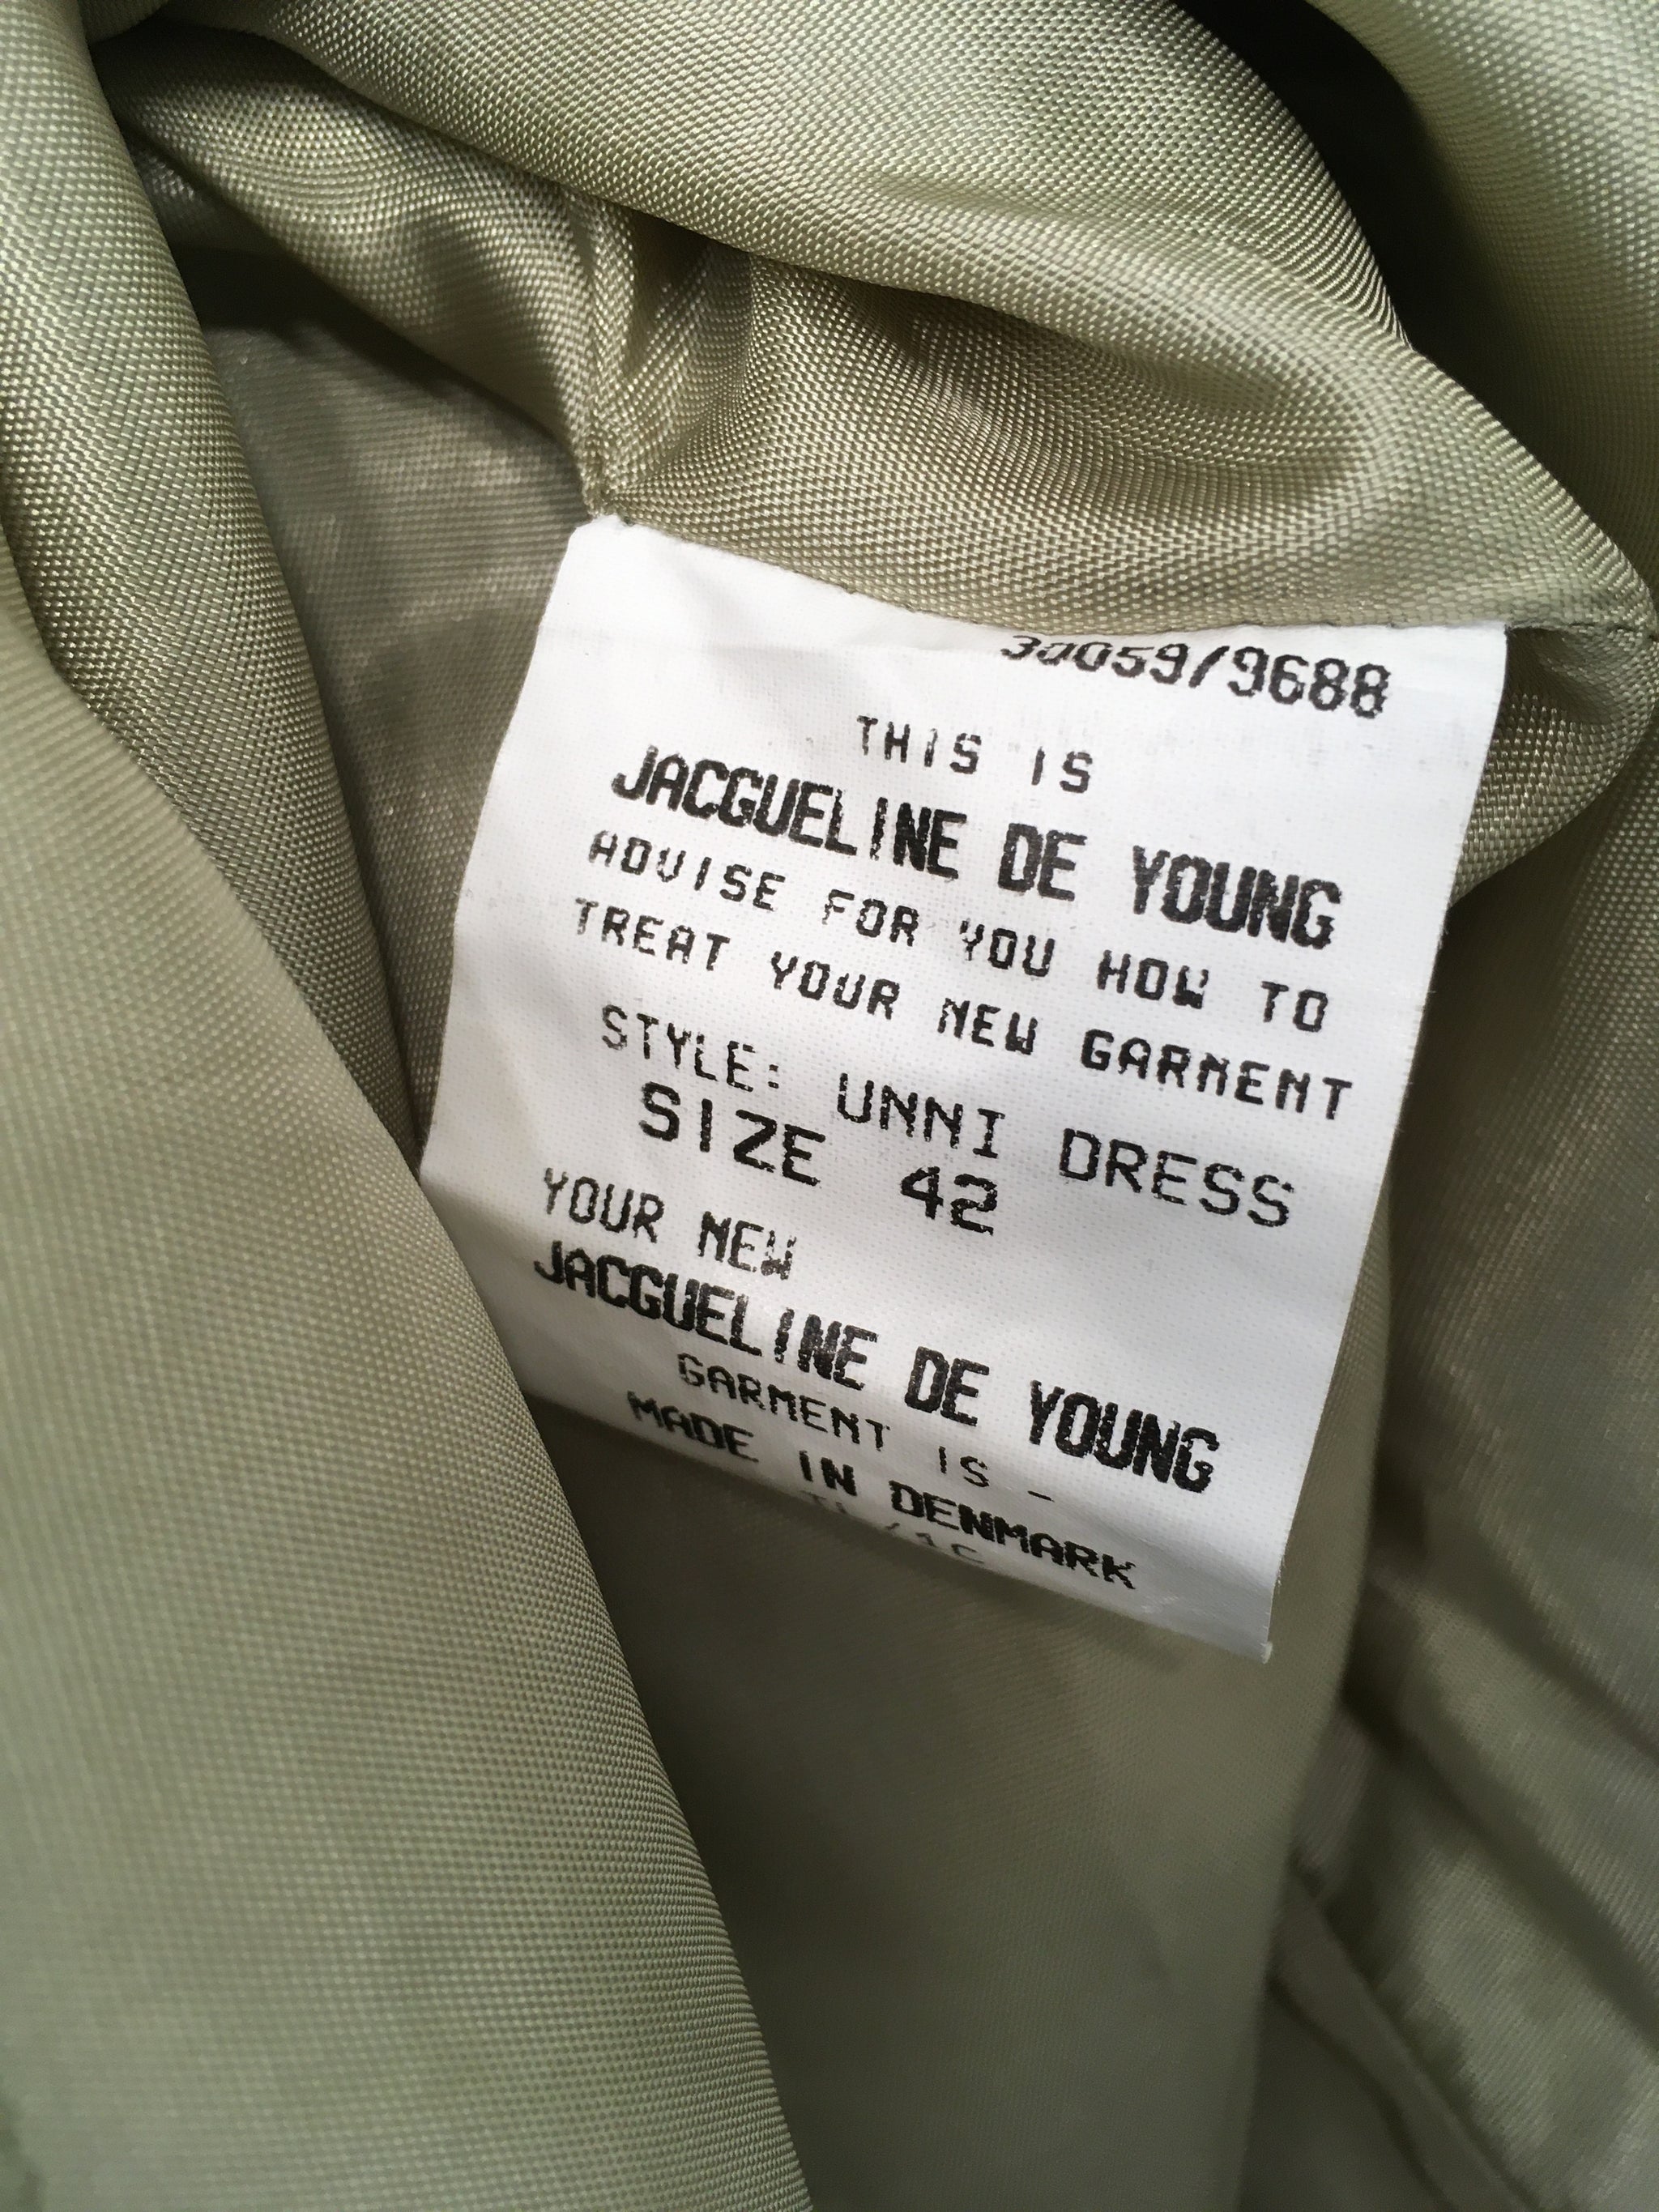 30059/9688
THIS IS
JACGUELINE DE YOUNG
ADVISE FOR YOU HOW TO
TREAT YOUR NEW GARMENT
STYLE: UNNI DRESS
SIZE 42
YOUR NEW
JACGUELINE DE YOUNG
GARMENT IS -
MADE IN DENMARK